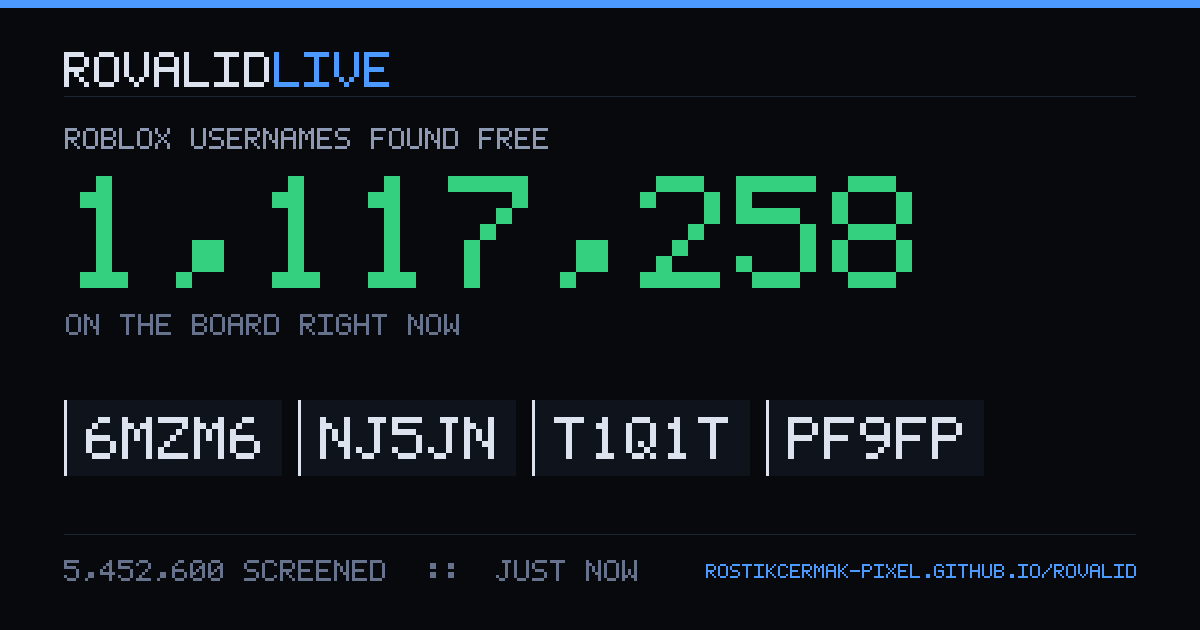 ROVALIDLIVE
ROBLOX USERNAMES FOUND FREE
1,117,258
ON THE BOARD RIGHT NOW
6MZM6 NJ5JN T1Q1T PF9FP
5,452,600 SCREENED :: JUST NOW ROSTIKCERMAK-PIXEL.GITHUB.IO/ROVALID